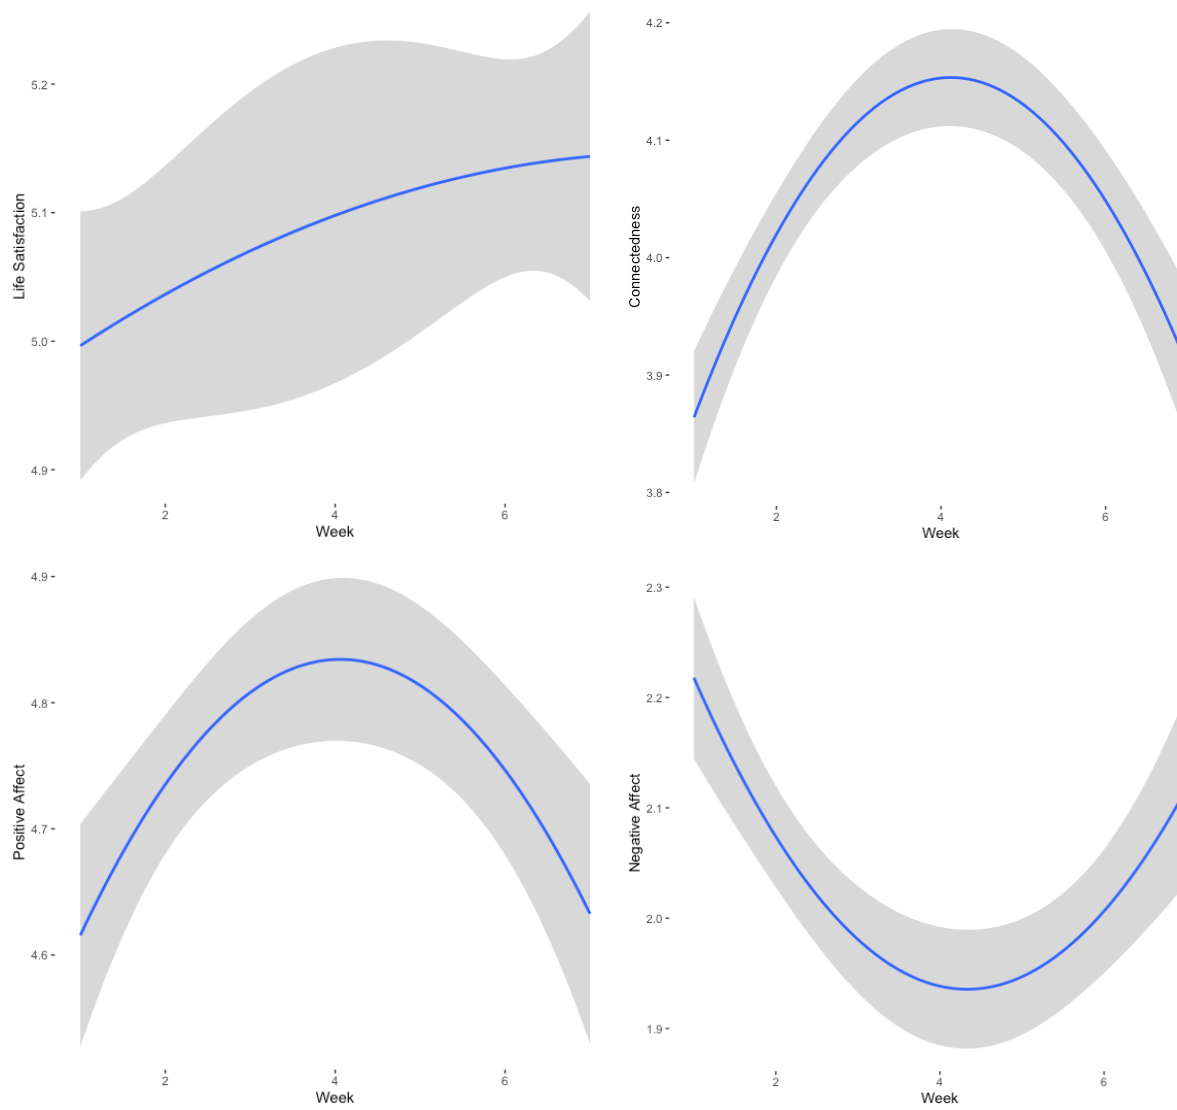 Life Satisfaction
5.2
5.1
5.0
4.9
2 4 6
Week
Connectedness
4.2
4.1
4.0
3.9
3.8
2 4 6
Week
Positive Affect
4.9
4.8
4.7
4.6
2 4 6
Week
Negative Affect
2.3
2.2
2.1
2.0
1.9
2 4 6
Week